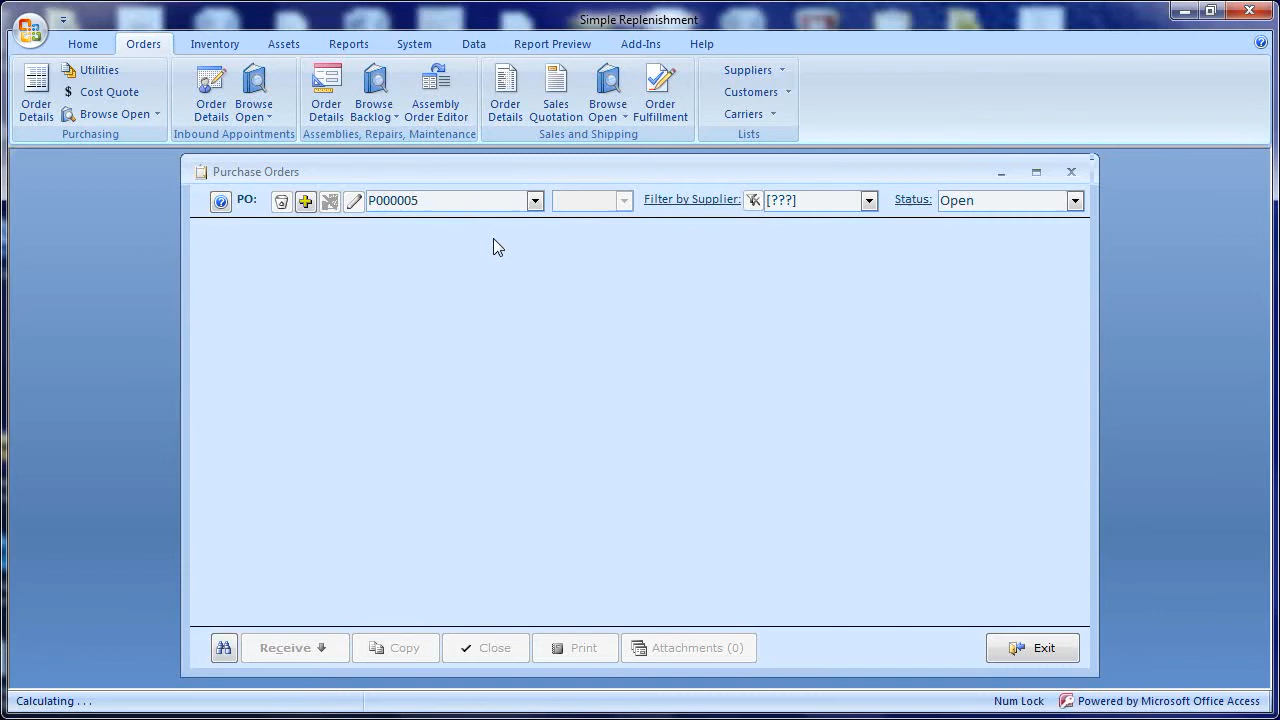 Simple Replenishment
Home Orders Inventory Assets Reports System Data Report Preview Add-Ins Help
Order Details
Utilities
$ Cost Quote
Browse Open
Purchasing
Order Details
Browse Open
Inbound Appointments
Order Details
Browse Backlog
Assembly Order Editor
Assemblies, Repairs, Maintenance
Order Details
Sales Quotation
Browse Open
Order Fulfillment
Sales and Shipping
Suppliers
Customers
Carriers
Lists
Purchase Orders
PO: P000005 Filter by Supplier: [???] Status: Open
Receive Copy Close Print Attachments (0) Exit
Calculating . . . Num Lock Powered by Microsoft Office Access